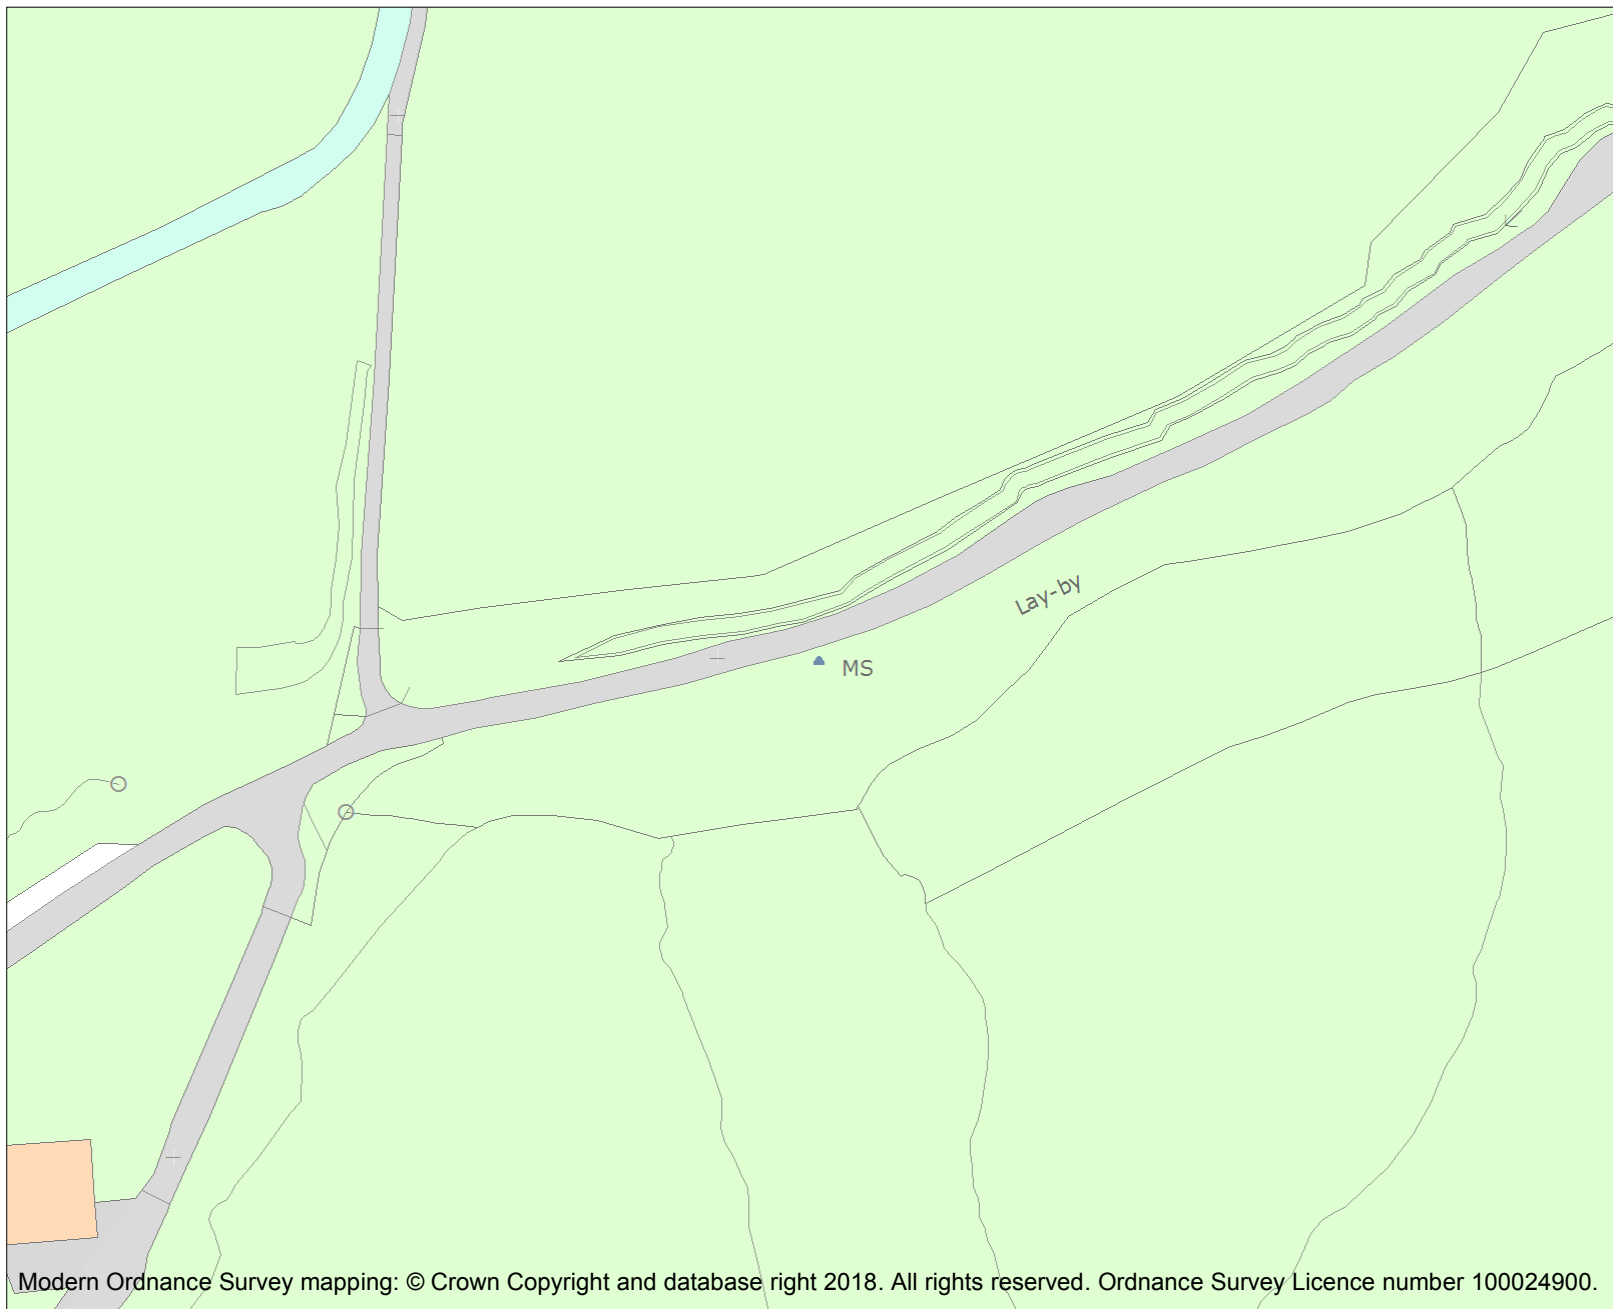 Lay-by
MS
Modern Ordnance Survey mapping: © Crown Copyright and database right 2018. All rights reserved. Ordnance Survey Licence number 100024900.